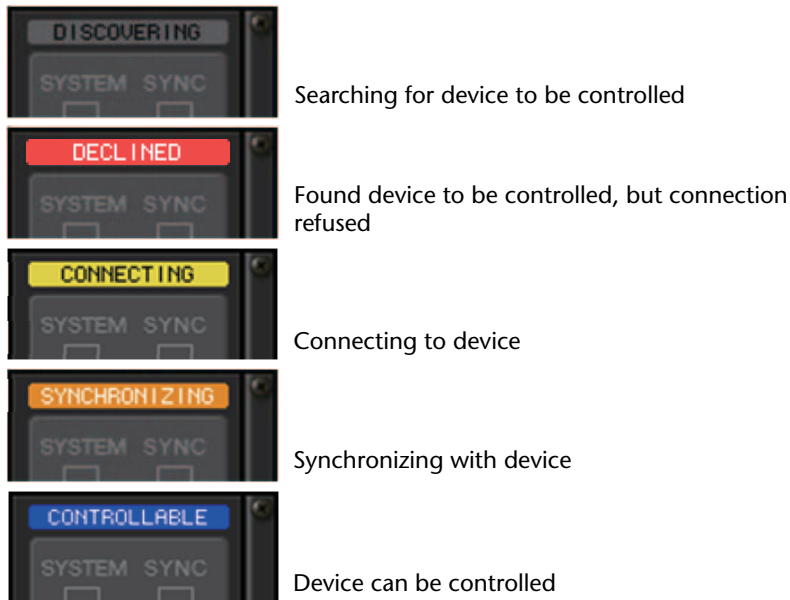 DISCOVERING
SYSTEM SYNC
Searching for device to be controlled
DECLINED
SYSTEM SYNC
Found device to be controlled, but connection
refused
CONNECTING
SYSTEM SYNC
Connecting to device
SYNCHRONIZING
SYSTEM SYNC
Synchronizing with device
CONTROLLABLE
SYSTEM SYNC
Device can be controlled